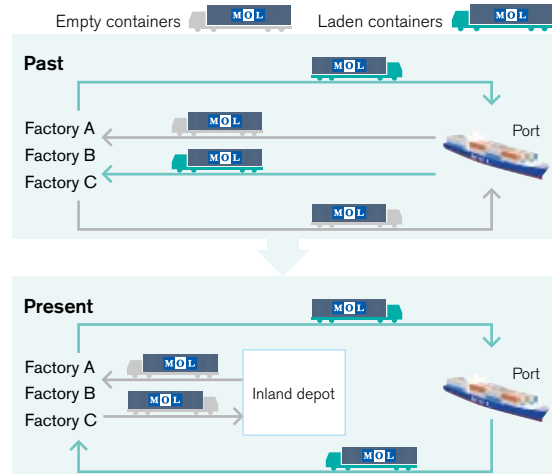 Empty containers MOL Laden containers MOL
Past
MOL
Factory A MOL Port
Factory B MOL
Factory C
MOL
Present
MOL
Factory A MOL Port
Factory B Inland depot
Factory C MOL
MOL